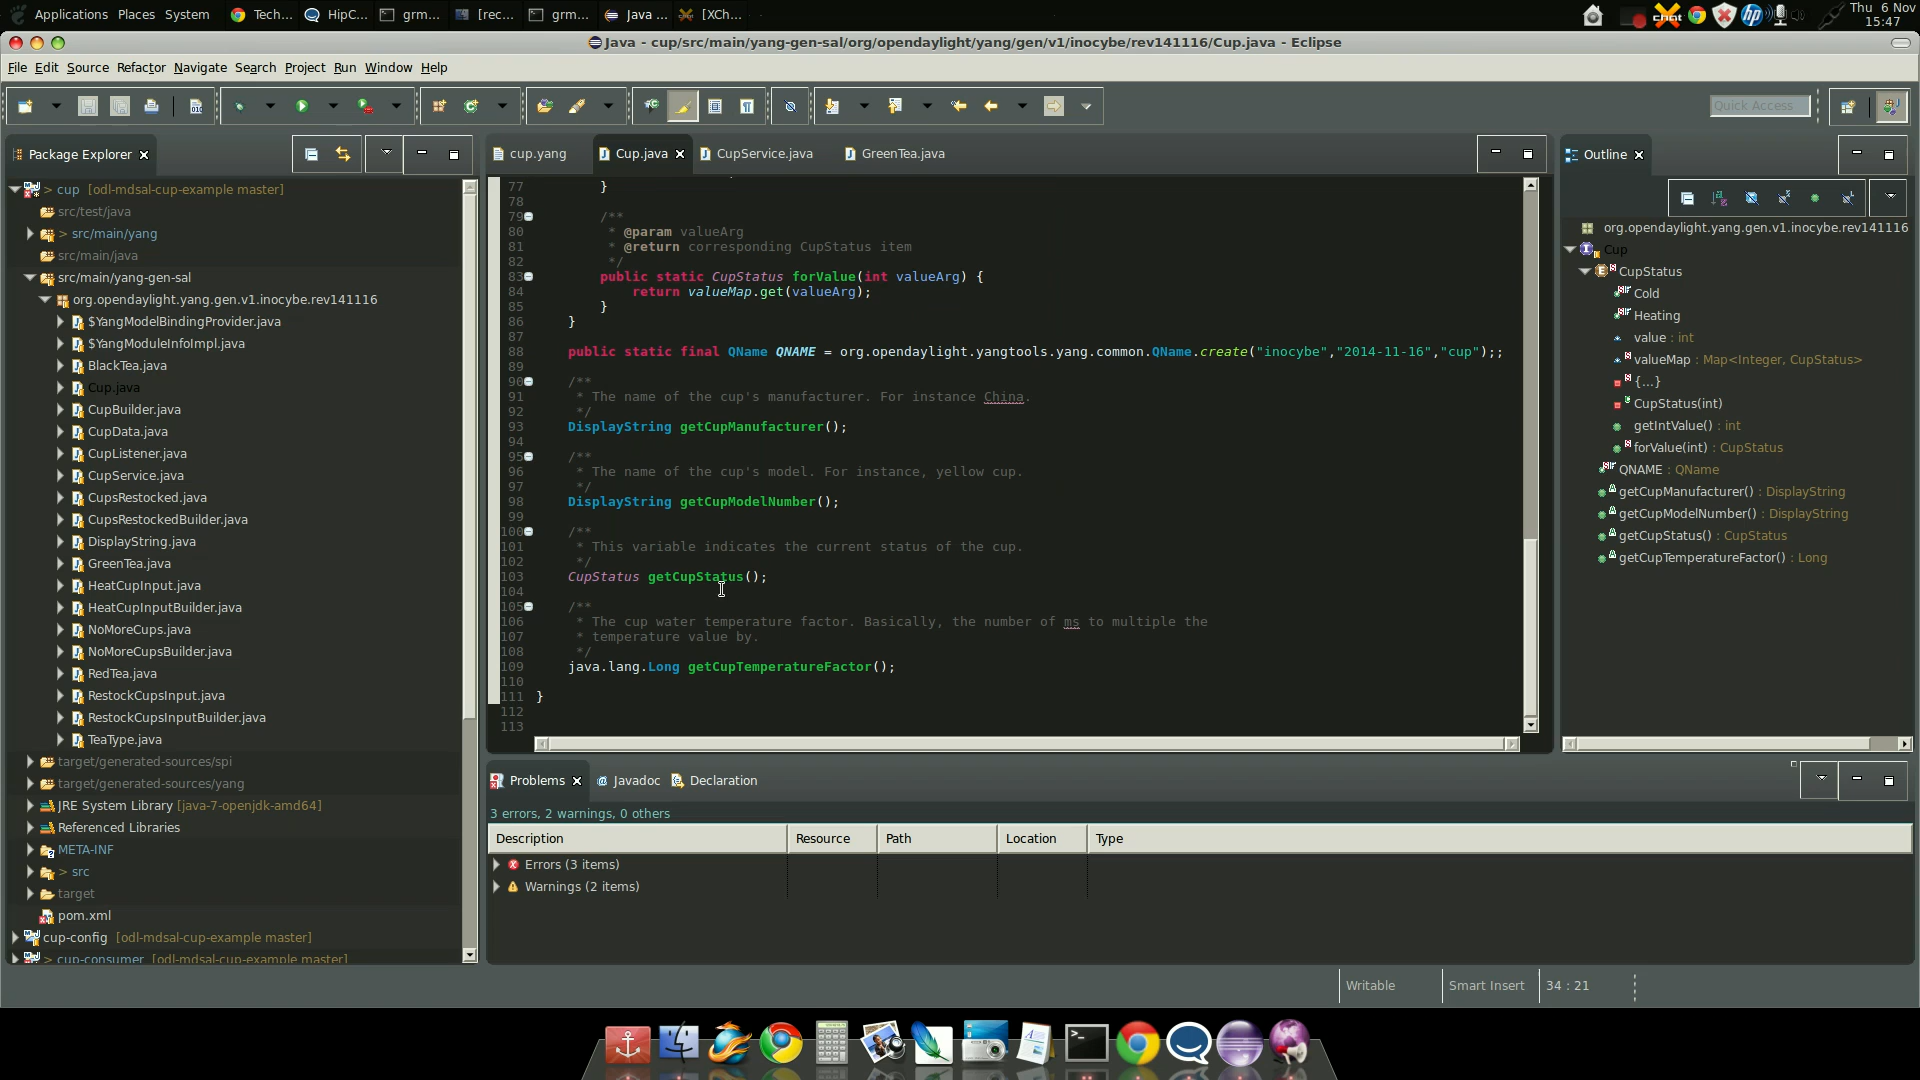 Applications Places System Tech... HipC... grm... [rec... grm... Java ... [XCh... Thu 6 Nov
15:47
Java - cup/src/main/yang-gen-sal/org/opendaylight/yang/gen/v1/inocybe/rev141116/Cup.java - Eclipse
File Edit Source Refactor Navigate Search Project Run Window Help
Quick Access
Package Explorer
> cup [odl-mdsal-cup-example master]
src/test/java
> src/main/yang
src/main/java
src/main/yang-gen-sal
org.opendaylight.yang.gen.v1.inocybe.rev141116
$YangModelBindingProvider.java
$YangModuleInfoImpl.java
BlackTea.java
Cup.java
CupBuilder.java
CupData.java
CupListener.java
CupService.java
CupsRestocked.java
CupsRestockedBuilder.java
DisplayString.java
GreenTea.java
HeatCupInput.java
HeatCupInputBuilder.java
NoMoreCups.java
NoMoreCupsBuilder.java
RedTea.java
RestockCupsInput.java
RestockCupsInputBuilder.java
TeaType.java
target/generated-sources/spi
target/generated-sources/yang
JRE System Library [java-7-openjdk-amd64]
Referenced Libraries
META-INF
> src
target
pom.xml
cup-config [odl-mdsal-cup-example master]
> cup-consumer [odl-mdsal-cup-example master]
cup.yang Cup.java CupService.java GreenTea.java
77 }
78
79 /**
80 * @param valueArg
81 * @return corresponding CupStatus item
82 */
83 public static CupStatus forValue(int valueArg) {
84 return valueMap.get(valueArg);
85 }
86 }
87
88 public static final QName QNAME = org.opendaylight.yangtools.yang.common.QName.create("inocybe","2014-11-16","cup");;
89
90 /**
91 * The name of the cup's manufacturer. For instance China.
92 */
93 DisplayString getCupManufacturer();
94
95 /**
96 * The name of the cup's model. For instance, yellow cup.
97 */
98 DisplayString getCupModelNumber();
99
100 /**
101 * This variable indicates the current status of the cup.
102 */
103 CupStatus getCupStatus();
104
105 /**
106 * The cup water temperature factor. Basically, the number of ms to multiple the
107 * temperature value by.
108 */
109 java.lang.Long getCupTemperatureFactor();
110
111 }
112
113
Outline
org.opendaylight.yang.gen.v1.inocybe.rev141116
Cup
CupStatus
Cold
Heating
value : int
valueMap : Map<Integer, CupStatus>
{...}
CupStatus(int)
getIntValue() : int
forValue(int) : CupStatus
QNAME : QName
getCupManufacturer() : DisplayString
getCupModelNumber() : DisplayString
getCupStatus() : CupStatus
getCupTemperatureFactor() : Long
Problems Javadoc Declaration
3 errors, 2 warnings, 0 others
Description Resource Path Location Type
Errors (3 items)
Warnings (2 items)
Writable Smart Insert 34 : 21